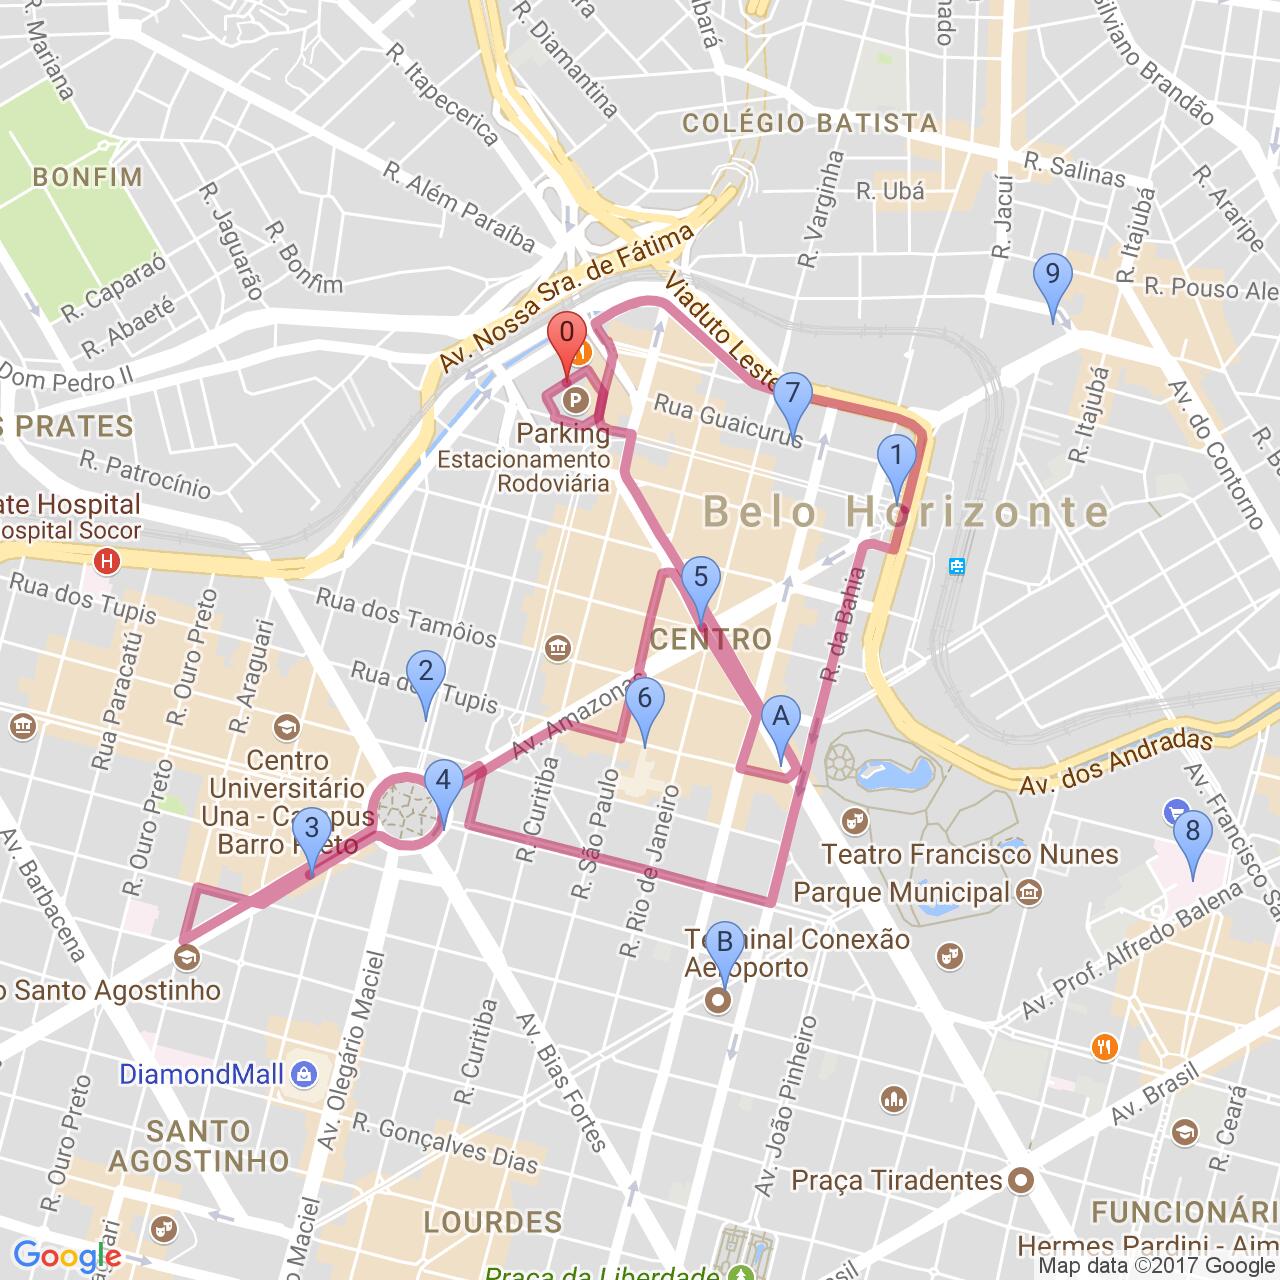 R. Mariana
R. Diamantina
R. Itapecerica
COLÉGIO BATISTA
Silviano Brandão
BONFIM
R. Além Paraíba
R. Jaguarão
R. Bonfim
R. Varginha
R. Ubá
R. Salinas
R. Jacuí
R. Itajubá
R. Araripe
Av. Nossa Sra. de Fátima
R. Caparaó
R. Abaeté
Viaduto Leste
9
R. Pouso Ale
0
Dom Pedro II
7
Rua Guaicurus
R. Itajubá
Av. do Contorno
S PRATES
R. Patrocínio
P
Parking
Estacionamento
Rodoviária
1
Belo Horizonte
ate Hospital
ospital Socor
H
Rua dos Tupis
R. Ouro Preto
R. Araguari
Rua Paracatú
Rua dos Tamôios
5
CENTRO
R. da Bahia
2
Tupis
6
A
Av. Amazonas
Av. dos Andradas
Centro
Universitário
Una - Campus
Barro Preto
R. Ouro Preto
4
3
R. Curitiba
R. São Paulo
R. Rio de Janeiro
Teatro Francisco Nunes
Parque Municipal
8
Av. Francisco Sa
Av. Barbacena
B
Terminal Conexão
Aeroporto
Av. Prof. Alfredo Balena
o Santo Agostinho
Av. Olegário Maciel
R. Curitiba
Av. Bias Fortes
Av. João Pinheiro
DiamondMall
R. Ouro Preto
R. Gonçalves Dias
Av. Brasil
R. Ceará
SANTO
AGOSTINHO
Praça Tiradentes
LOURDES
Maciel
FUNCIONÁRI
Hermes Pardini - Aim
Google
Praça da Liberdade
Map data ©2017 Google